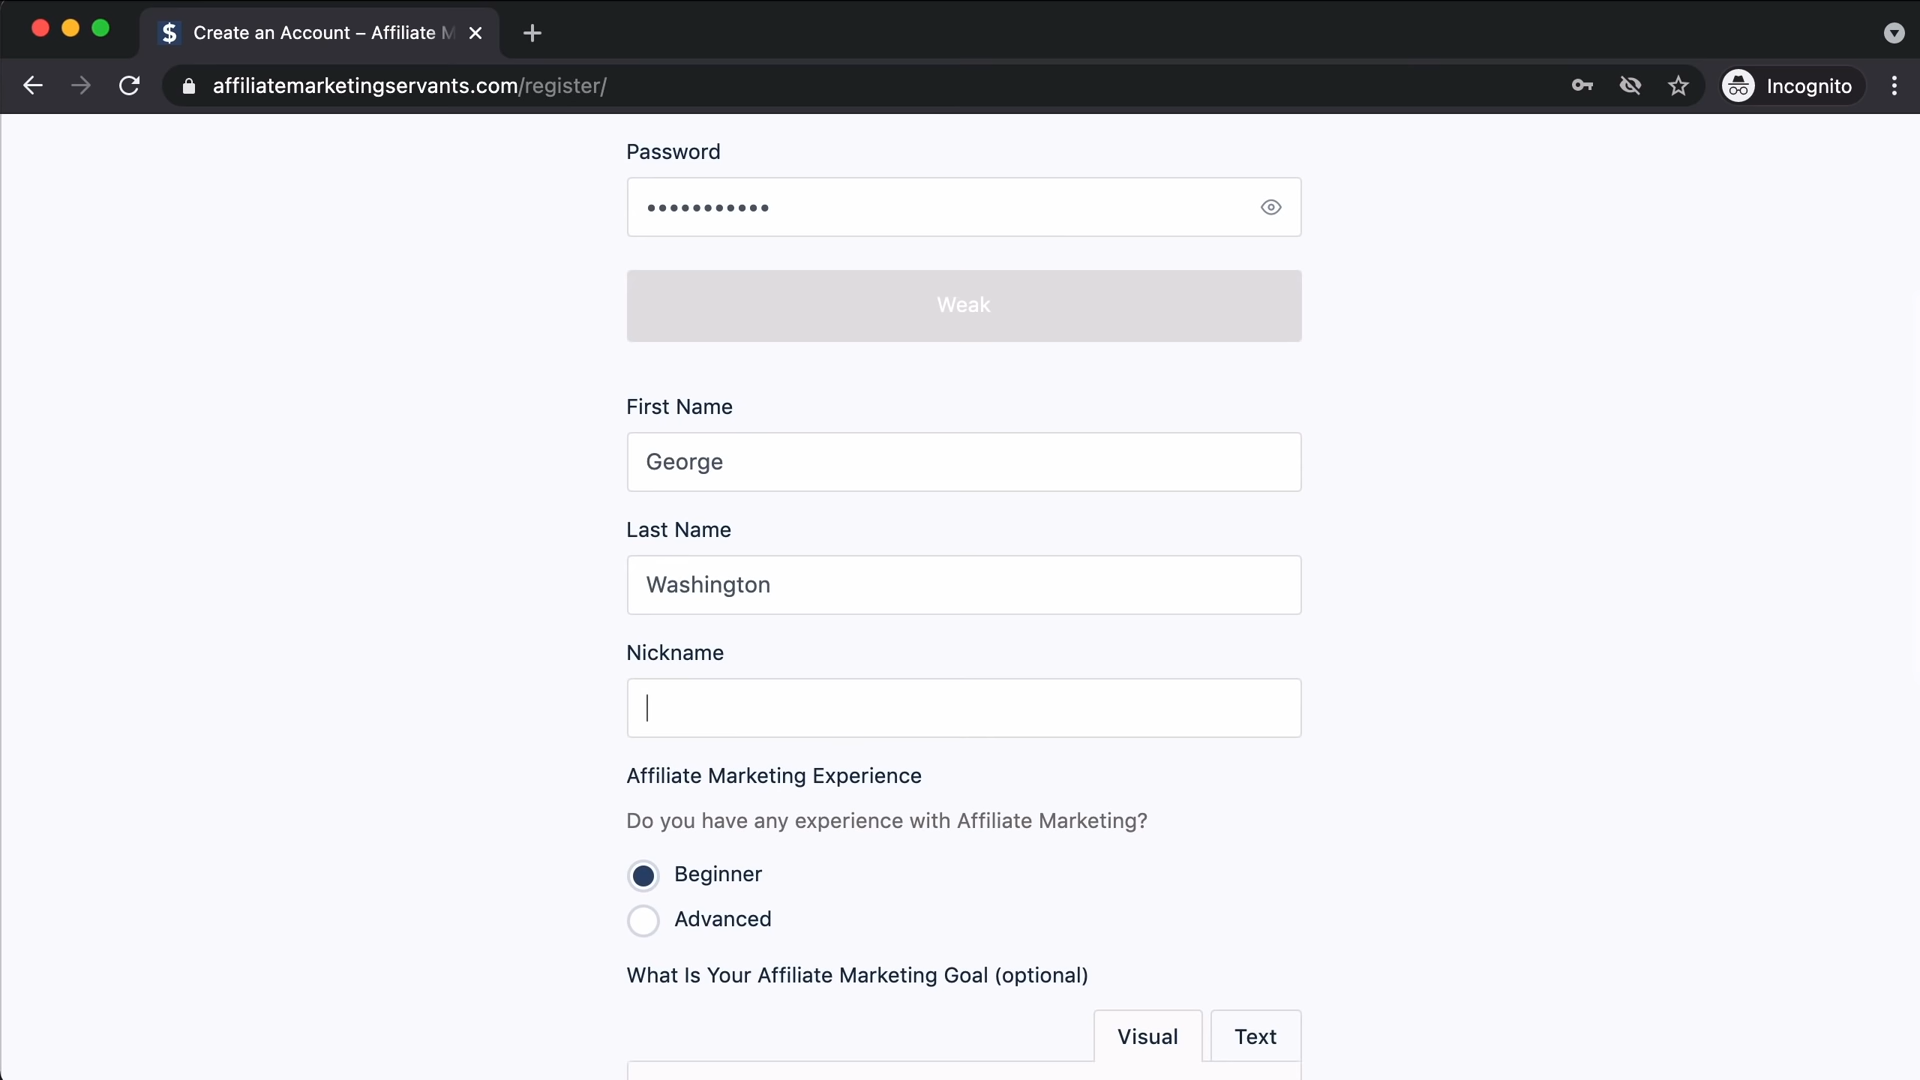 Create an Account – Affiliate M
affiliatemarketingservants.com/register/
Incognito
Password
•••••••••••
Weak
First Name
George
Last Name
Washington
Nickname
Affiliate Marketing Experience
Do you have any experience with Affiliate Marketing?
Beginner
Advanced
What Is Your Affiliate Marketing Goal (optional)
Visual Text